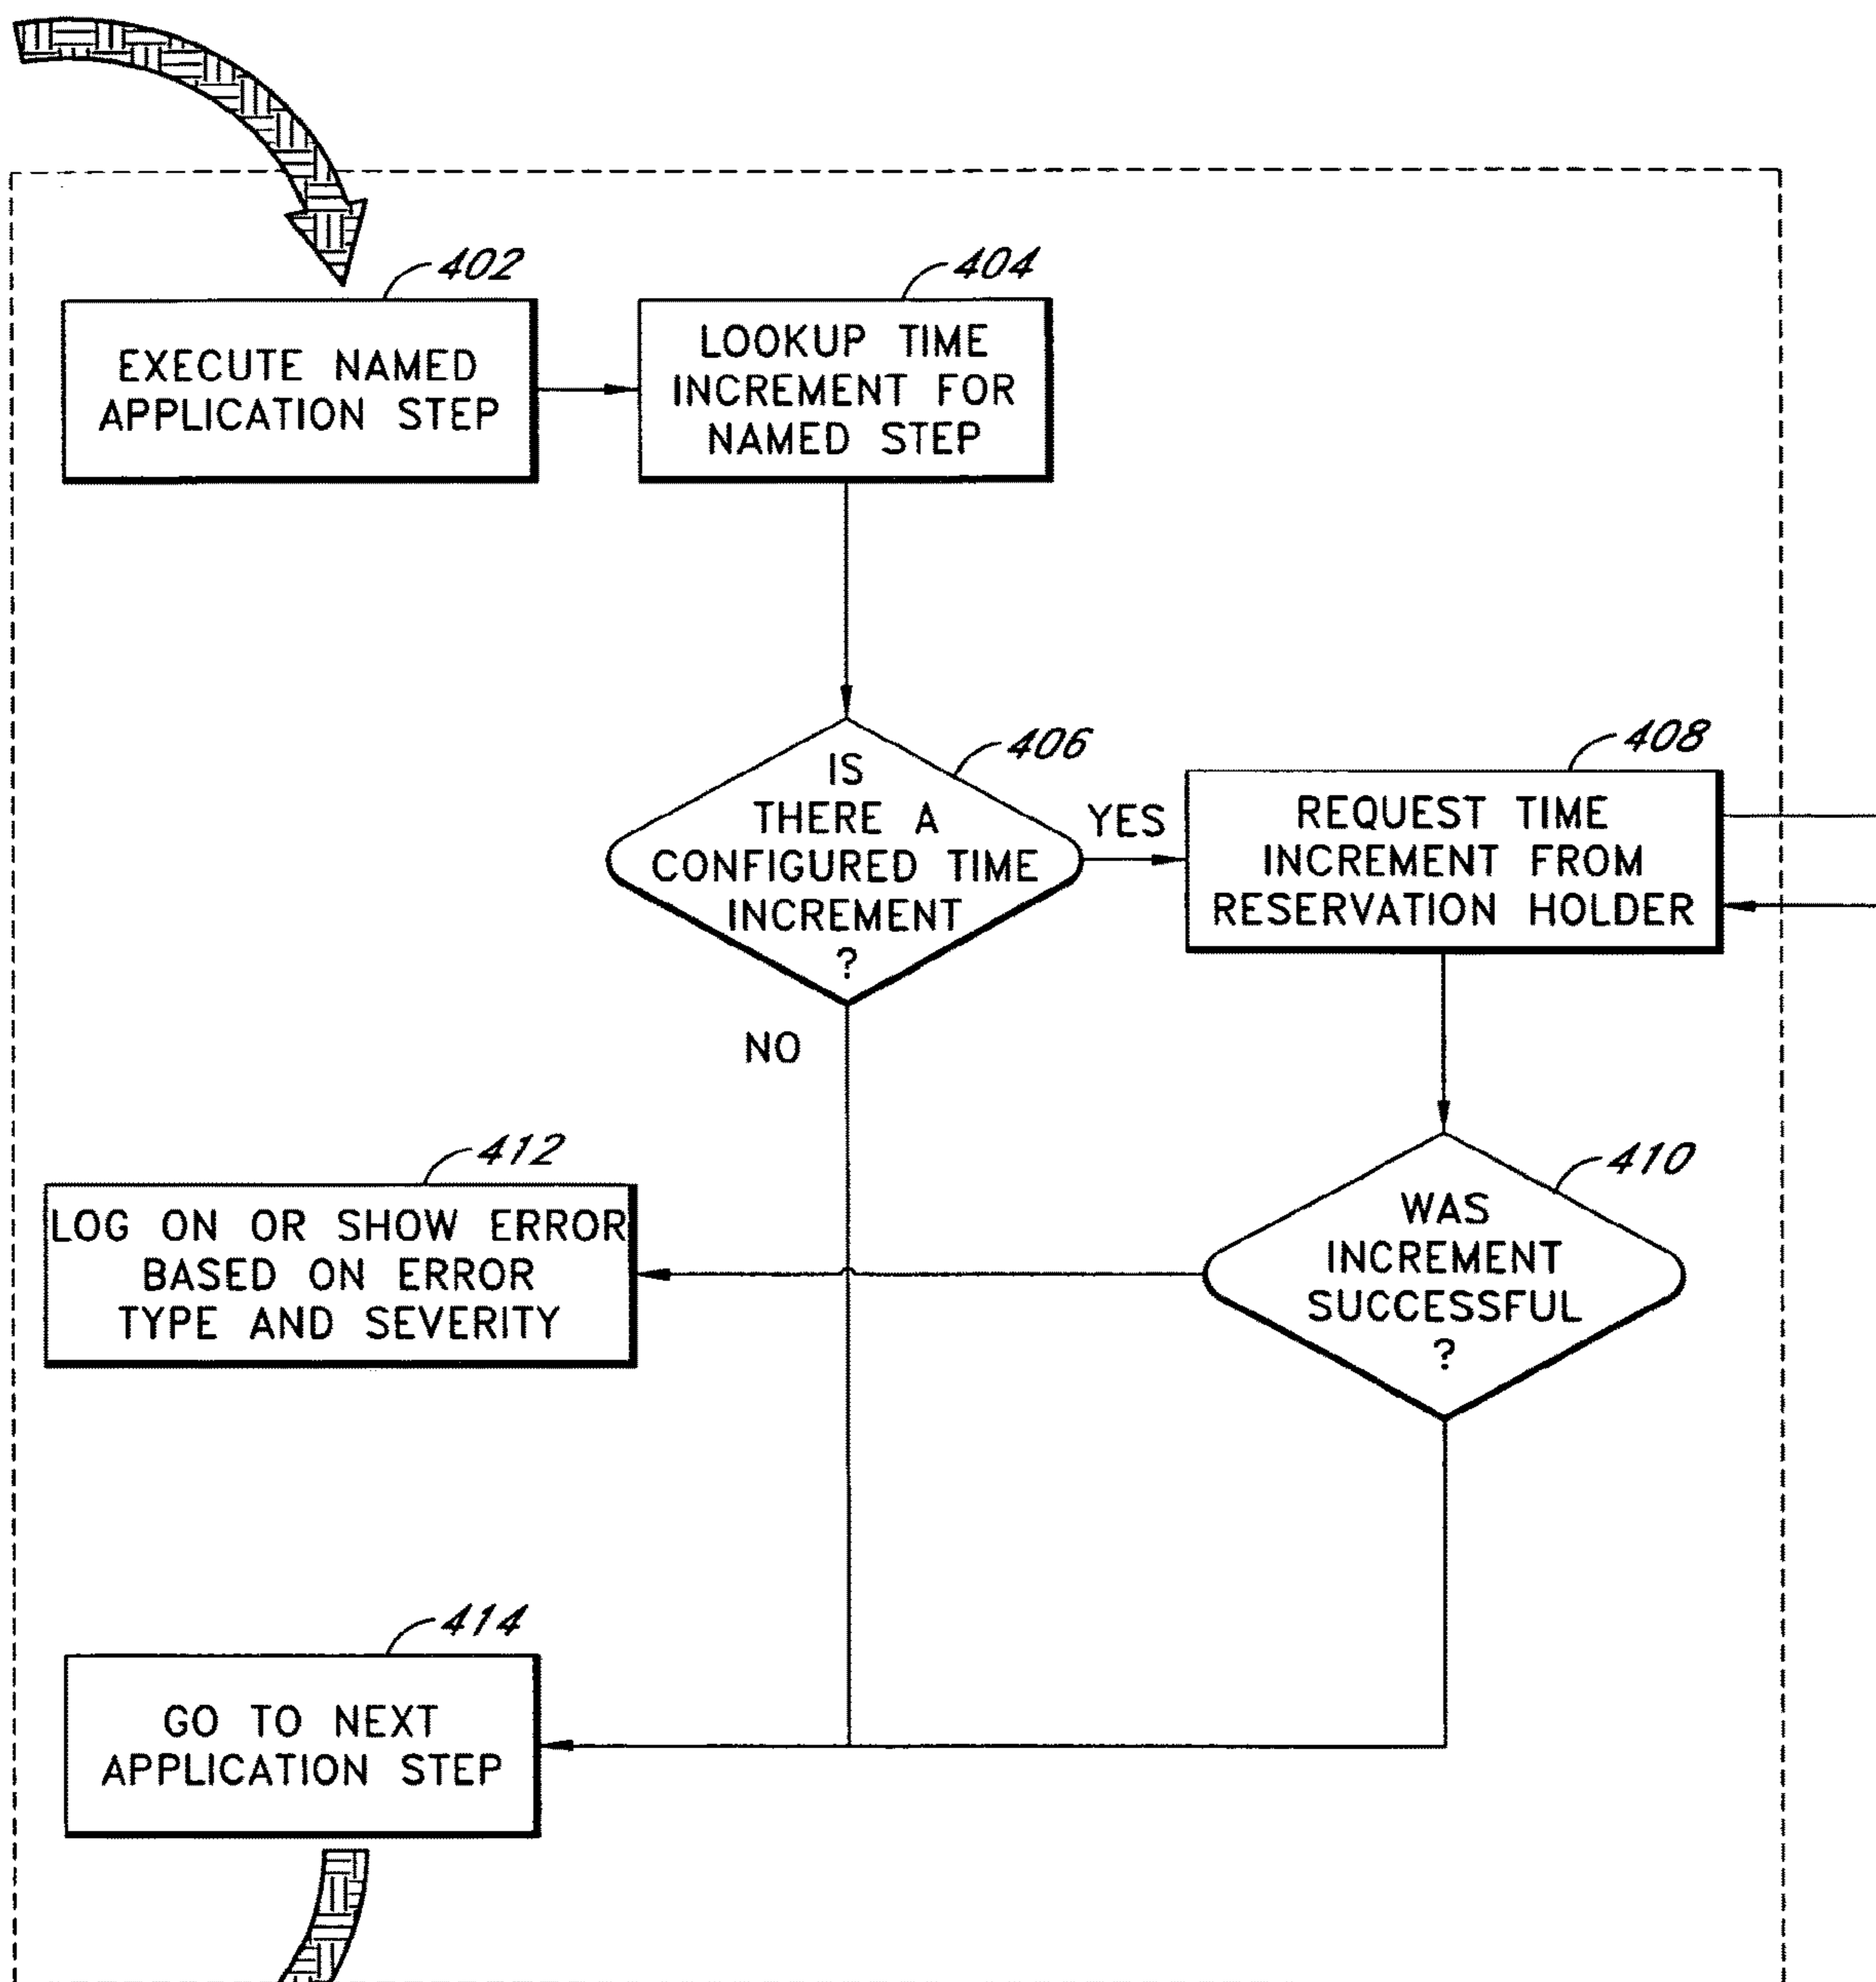 402
EXECUTE NAMED
APPLICATION STEP
404
LOOKUP TIME
INCREMENT FOR
NAMED STEP
406
IS
THERE A
CONFIGURED TIME
INCREMENT
?
YES
NO
408
REQUEST TIME
INCREMENT FROM
RESERVATION HOLDER
410
WAS
INCREMENT
SUCCESSFUL
?
412
LOG ON OR SHOW ERROR
BASED ON ERROR
TYPE AND SEVERITY
414
GO TO NEXT
APPLICATION STEP